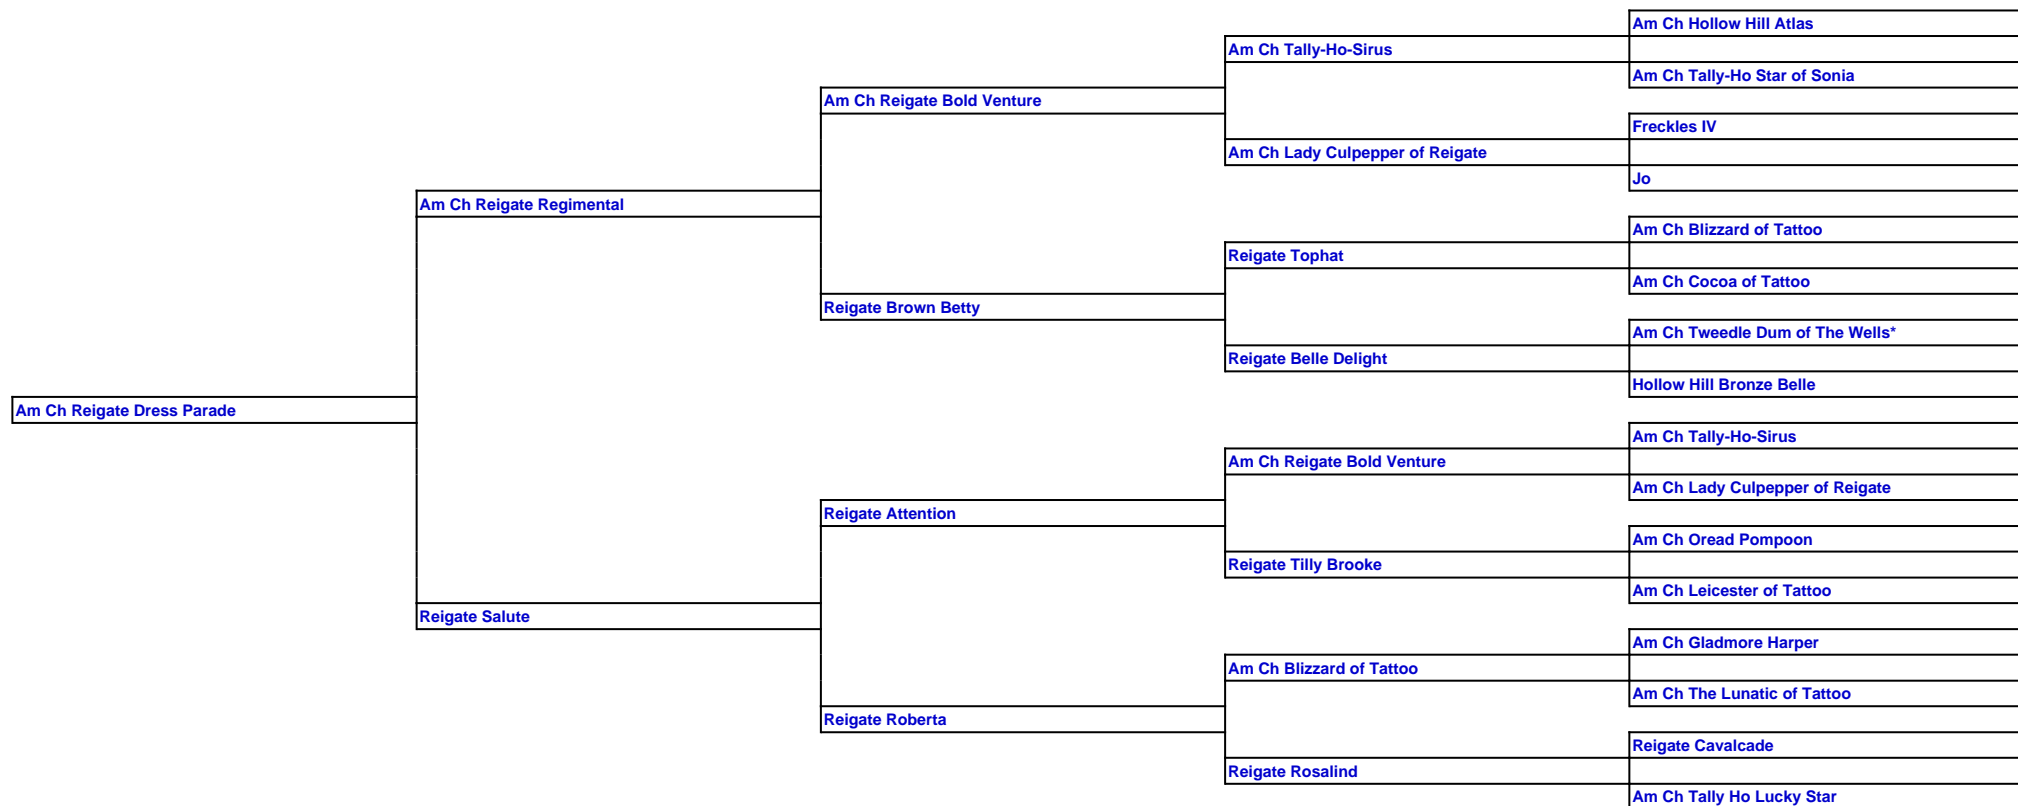 Am Ch Hollow Hill Atlas
Am Ch Tally-Ho-Sirus
Am Ch Tally-Ho Star of Sonia
Am Ch Reigate Bold Venture
Freckles IV
Am Ch Lady Culpepper of Reigate
Jo
Am Ch Reigate Regimental
Am Ch Blizzard of Tattoo
Reigate Tophat
Am Ch Cocoa of Tattoo
Reigate Brown Betty
Am Ch Tweedle Dum of The Wells*
Reigate Belle Delight
Hollow Hill Bronze Belle
Am Ch Reigate Dress Parade
Am Ch Tally-Ho-Sirus
Am Ch Reigate Bold Venture
Am Ch Lady Culpepper of Reigate
Reigate Attention
Am Ch Oread Pompoon
Reigate Tilly Brooke
Am Ch Leicester of Tattoo
Reigate Salute
Am Ch Gladmore Harper
Am Ch Blizzard of Tattoo
Am Ch The Lunatic of Tattoo
Reigate Roberta
Reigate Cavalcade
Reigate Rosalind
Am Ch Tally Ho Lucky Star